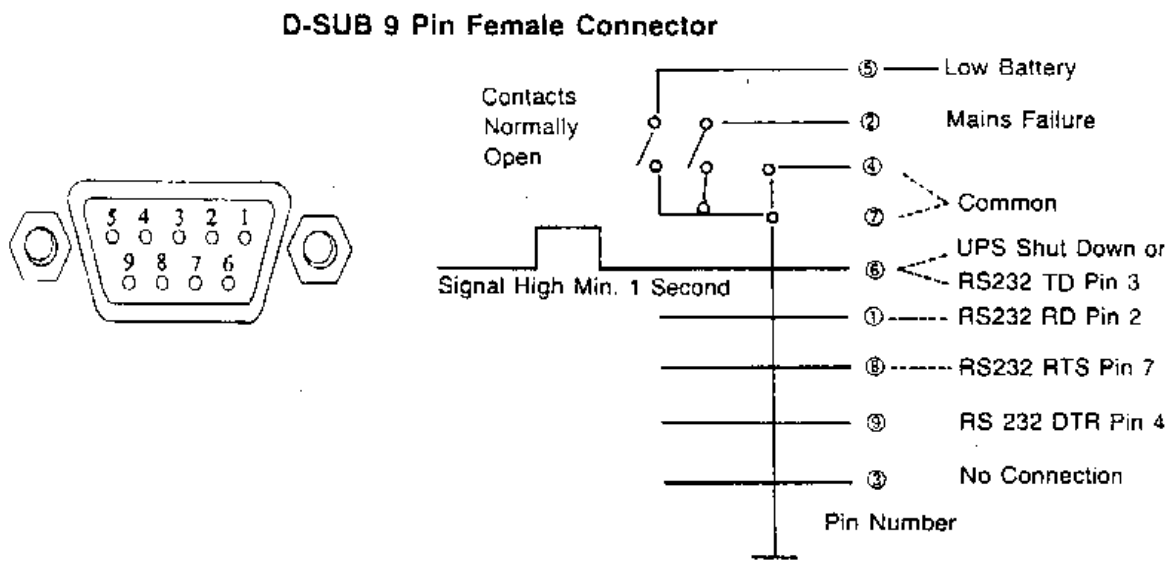 D-SUB 9 Pin Female Connector
Contacts
Normally
Open
⑤ Low Battery
② Mains Failure
④
⑦
Common
5 4 3 2 1
9 8 7 6
Signal High Min. 1 Second
⑥
UPS Shut Down or
RS232 TD Pin 3
① RS232 RD Pin 2
⑧ RS232 RTS Pin 7
⑨ RS 232 DTR Pin 4
③ No Connection
Pin Number